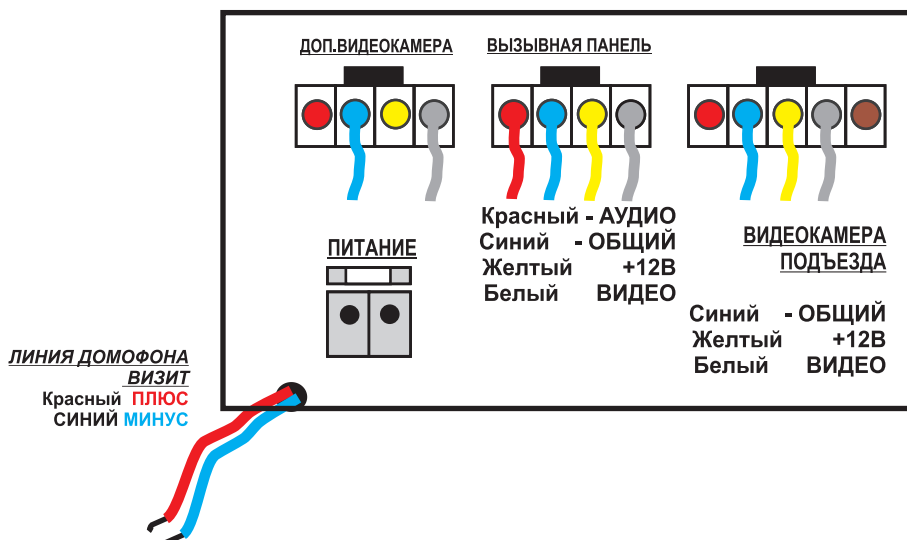 ДОП.ВИДЕОКАМЕРА
ВЫЗЫВНАЯ ПАНЕЛЬ
Красный - АУДИО
Синий - ОБЩИЙ
Желтый +12В
Белый ВИДЕО
ВИДЕОКАМЕРА
ПОДЪЕЗДА
Синий - ОБЩИЙ
Желтый +12В
Белый ВИДЕО
ПИТАНИЕ
ЛИНИЯ ДОМОФОНА
ВИЗИТ
Красный ПЛЮС
СИНИЙ МИНУС